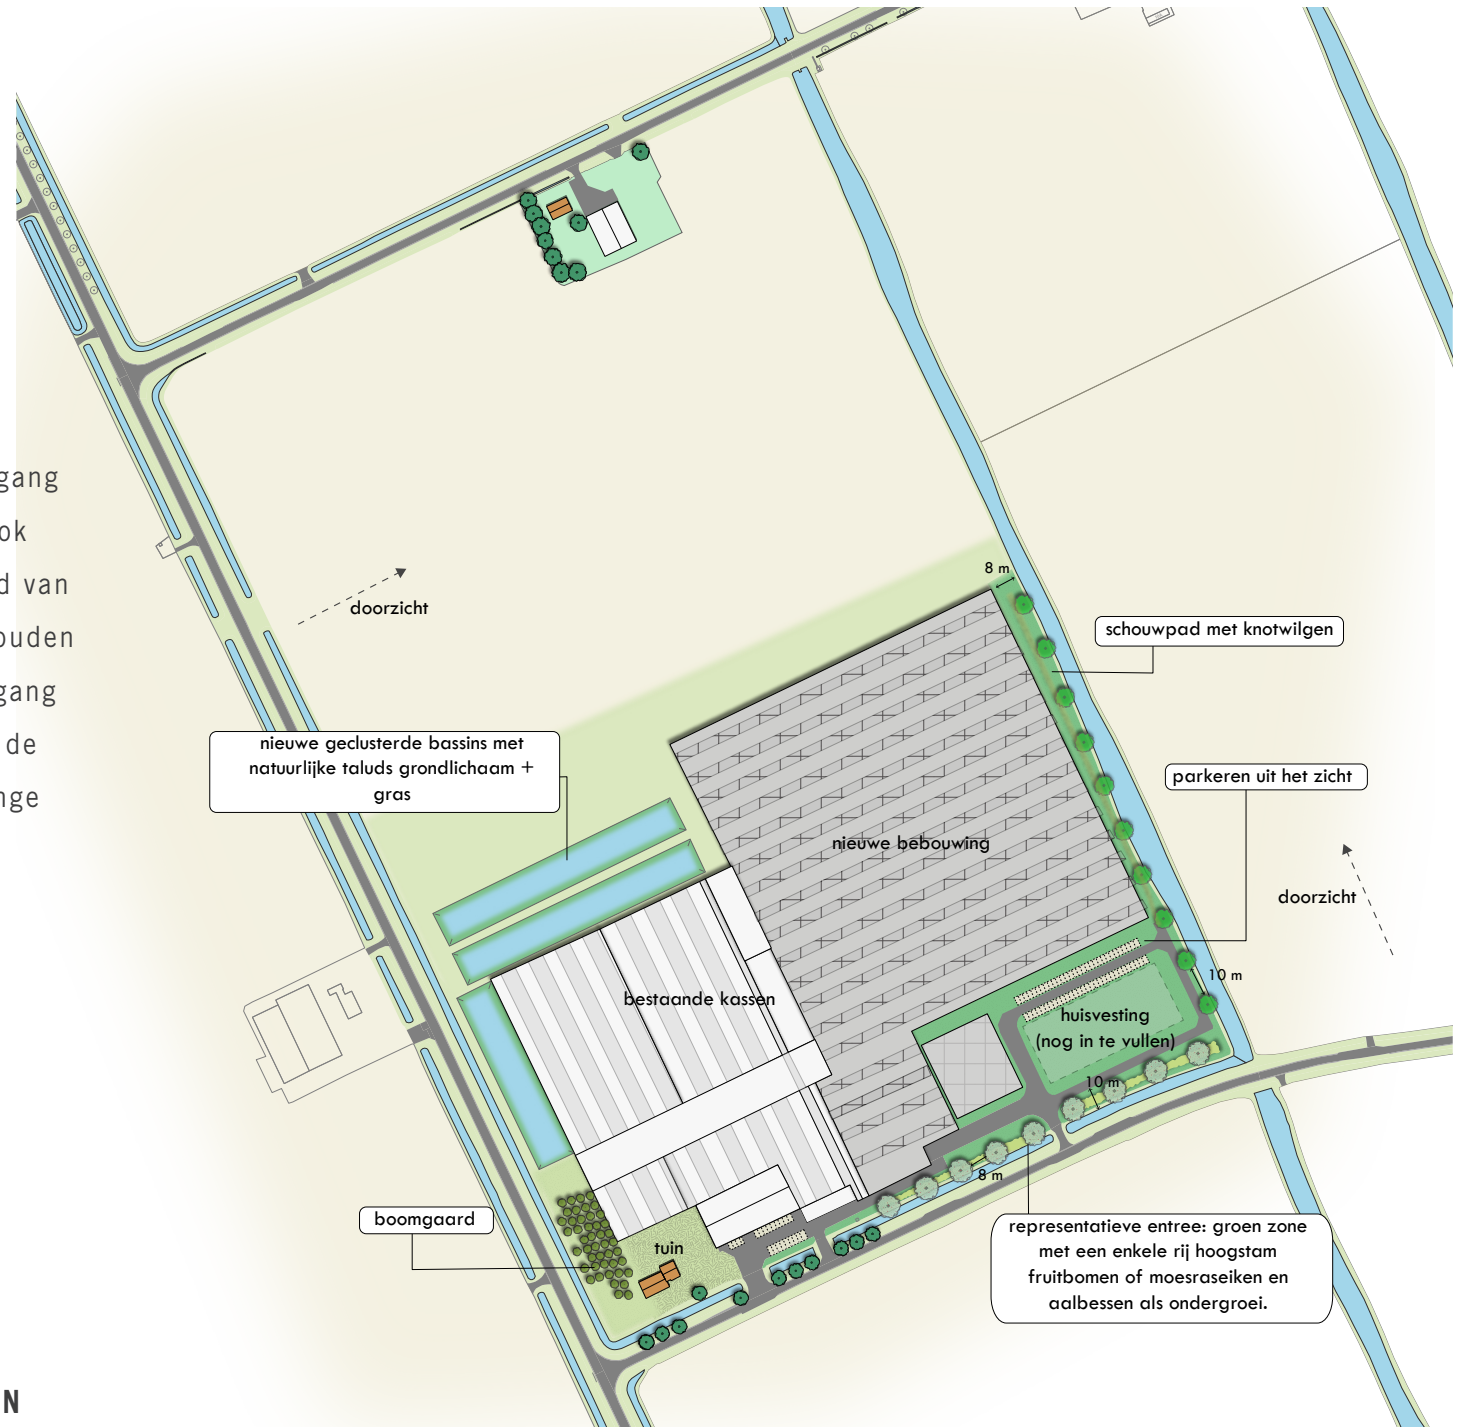 gang
ok
d van
ouden
gang
de
nge
N
8 m
doorzicht
schouwpad met knotwilgen
nieuwe geclusterde bassins met
natuurlijke taluds grondlichaam +
gras
parkeren uit het zicht
nieuwe bebouwing
doorzicht
10 m
bestaande kassen
huisvesting
(nog in te vullen)
10 m
8 m
boomgaard
tuin
representatieve entree: groen zone
met een enkele rij hoogstam
fruitbomen of moesraseiken en
aalbessen als ondergroei.